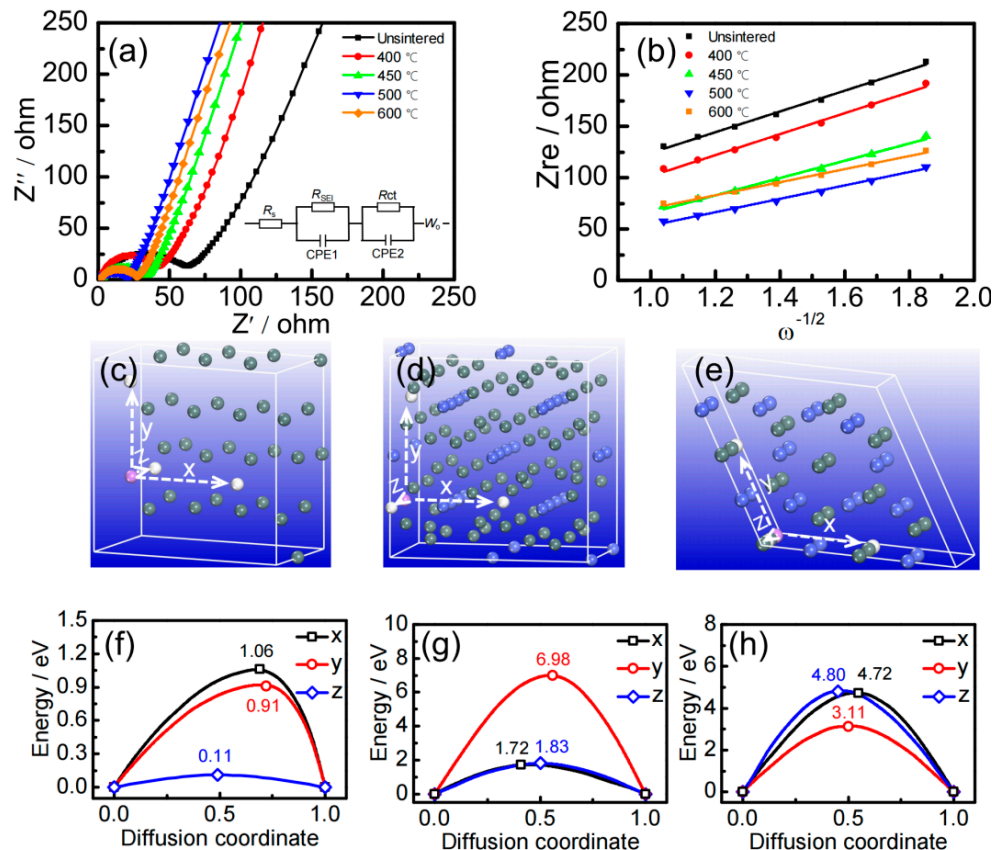 (a)
Unsintered
400 ℃
450 ℃
500 ℃
600 ℃
250
200
150
100
50
0
Z'' / ohm
0 50 100 150 200 250
Z' / ohm
Rs
RSEI
CPE1
Rct
CPE2
Wo
(b)
Unsintered
400 ℃
450 ℃
500 ℃
600 ℃
250
200
150
100
50
0
Zre / ohm
1.0 1.2 1.4 1.6 1.8 2.0
ω-1/2
(c)
y
z
x
(d)
y
z
x
(e)
y
z
x
(f)
x
y
z
1.06
0.91
0.11
1.5
1.2
0.9
0.6
0.3
0.0
Energy / eV
0.0 0.5 1.0
Diffusion coordinate
(g)
x
y
z
6.98
1.72
1.83
10
8
6
4
2
0
Energy / eV
0.0 0.5 1.0
Diffusion coordinate
(h)
x
y
z
4.80
4.72
3.11
8
6
4
2
0
Energy / eV
0.0 0.5 1.0
Diffusion coordinate